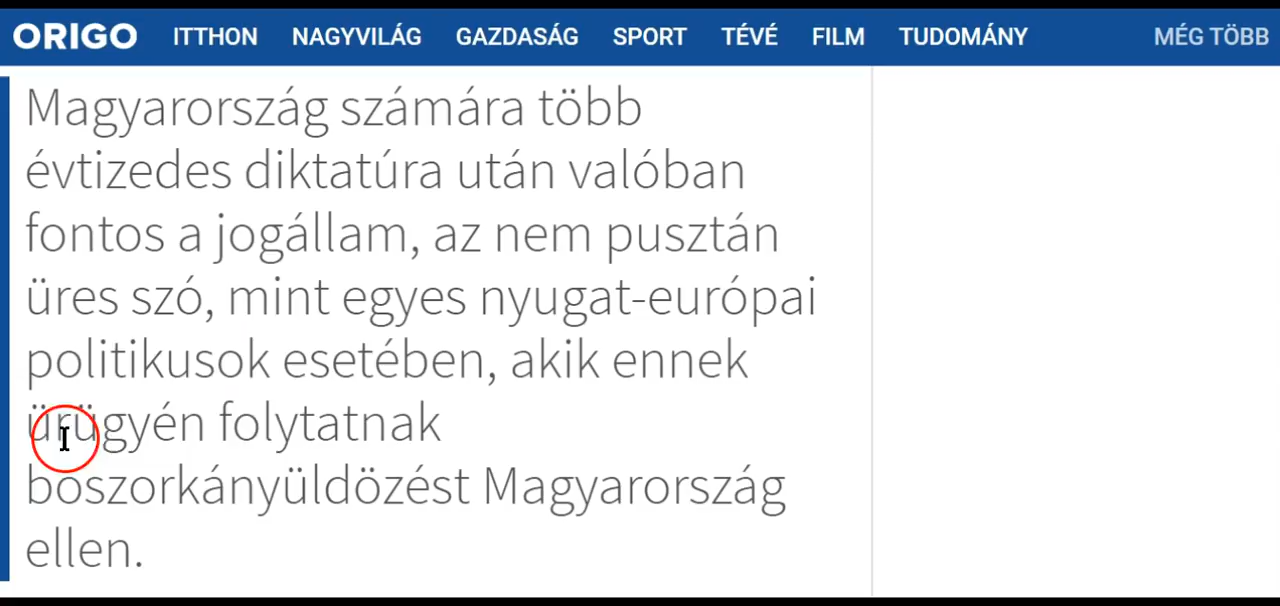 ORIGO ITTHON NAGYVILÁG GAZDASÁG SPORT TÉVÉ FILM TUDOMÁNY MÉG TÖBB
Magyarország számára több
évtizedes diktatúra után valóban
fontos a jogállam, az nem pusztán
üres szó, mint egyes nyugat-európai
politikusok esetében, akik ennek
ürügyén folytatnak
boszorkányüldözést Magyarország
ellen.